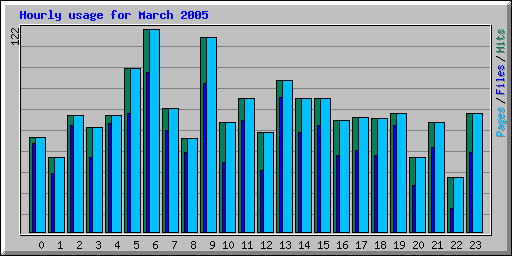 Hourly usage for March 2005
122
Pages / Files / Hits
0 1 2 3 4 5 6 7 8 9 10 11 12 13 14 15 16 17 18 19 20 21 22 23